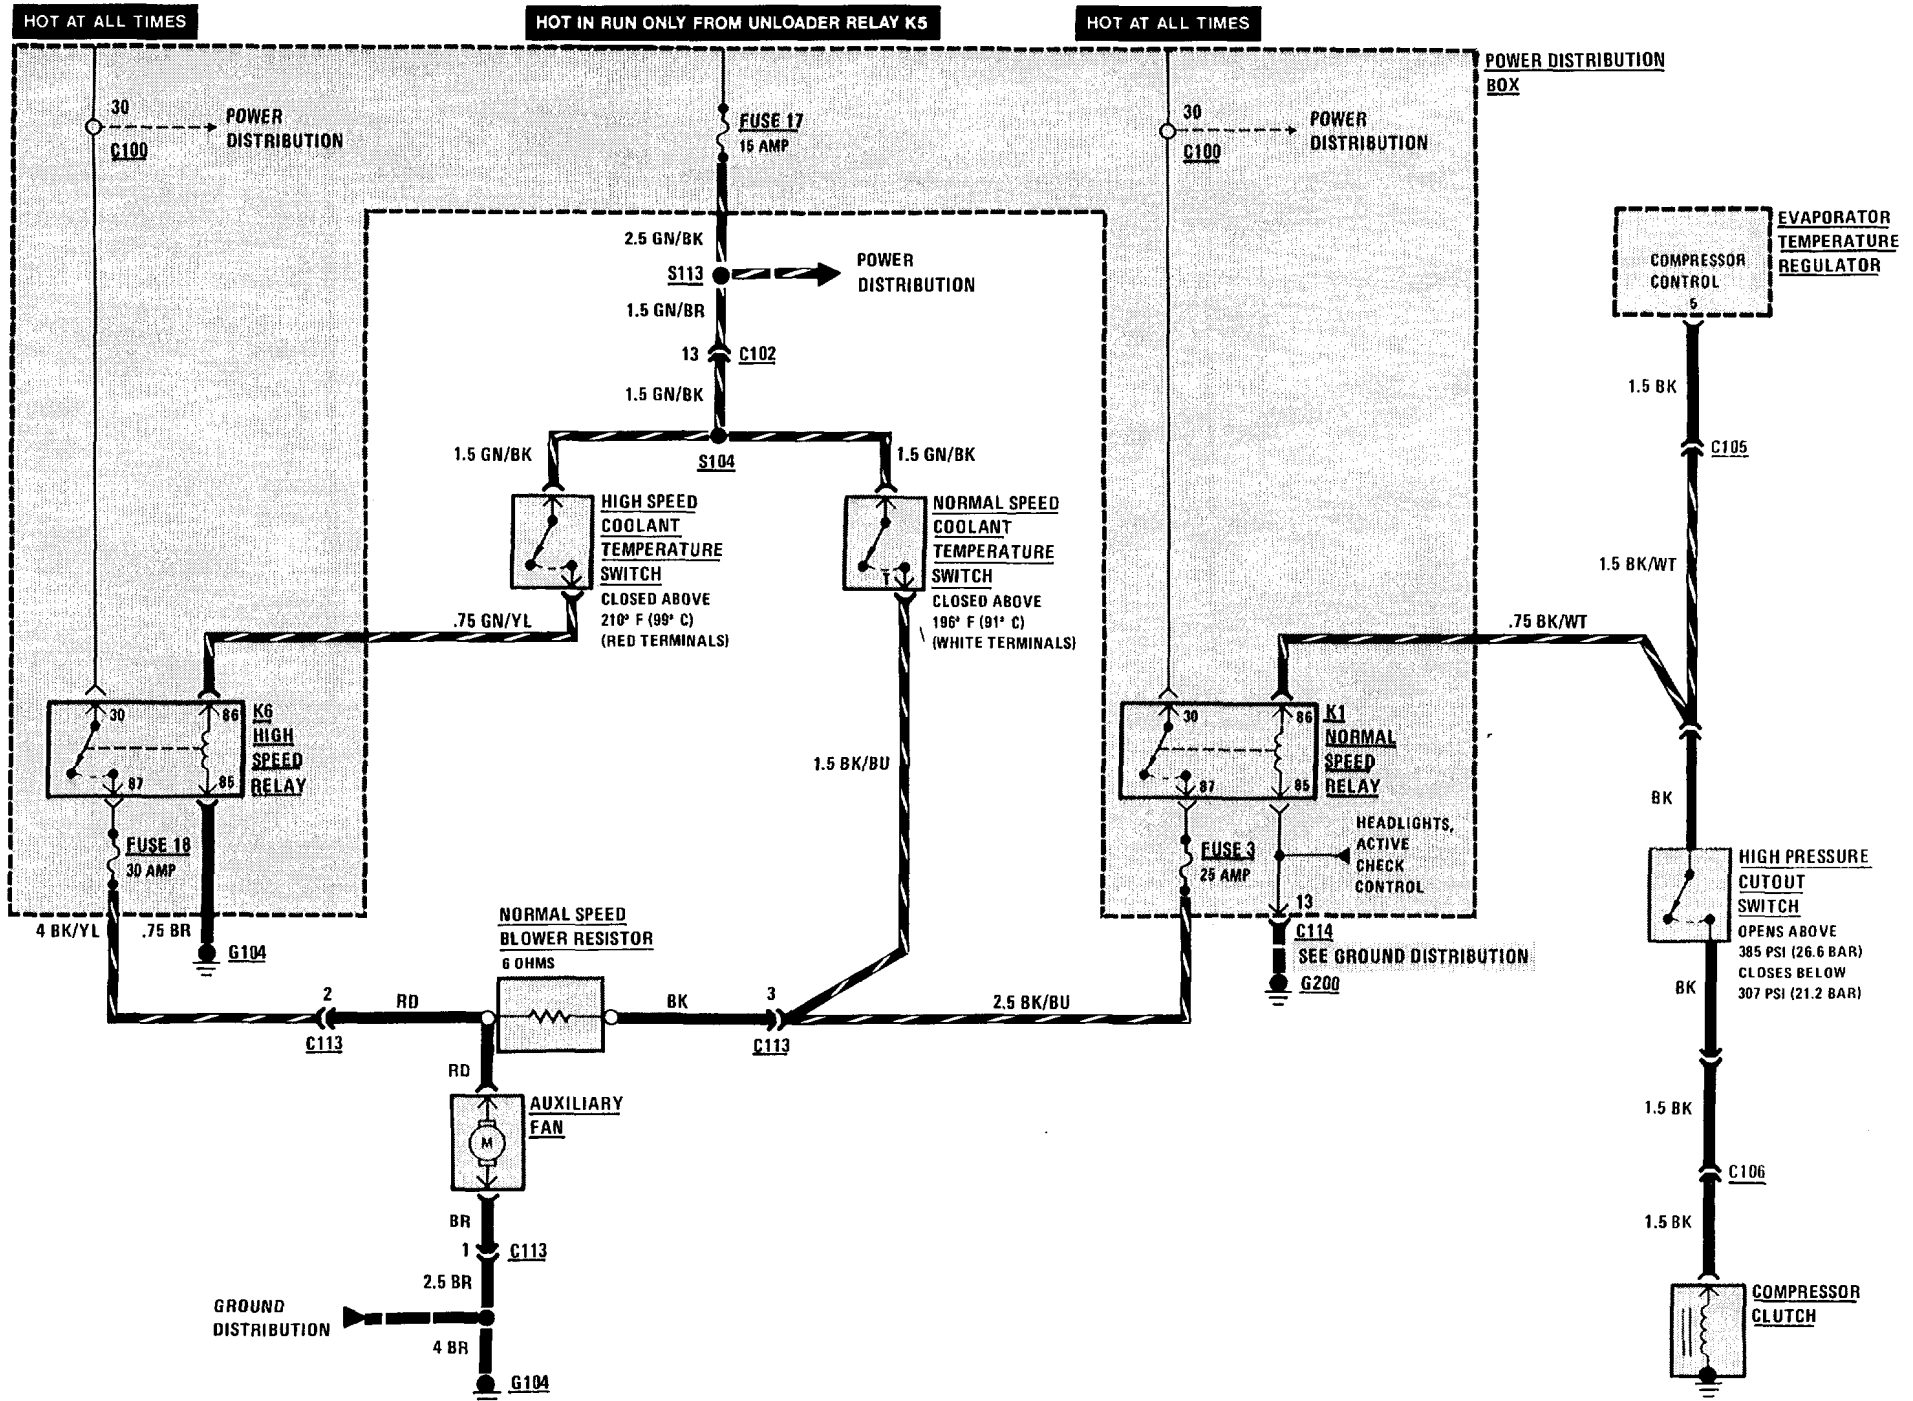 HOT AT ALL TIMES
HOT IN RUN ONLY FROM UNLOADER RELAY K5
HOT AT ALL TIMES
POWER DISTRIBUTION
BOX
30
C100
POWER
DISTRIBUTION
FUSE 17
15 AMP
30
C100
POWER
DISTRIBUTION
2.5 GN/BK
S113
POWER
DISTRIBUTION
1.5 GN/BR
13
C102
1.5 GN/BK
1.5 GN/BK
S104
1.5 GN/BK
EVAPORATOR
TEMPERATURE
REGULATOR
COMPRESSOR
CONTROL
5
1.5 BK
C105
1.5 BK/WT
HIGH SPEED
COOLANT
TEMPERATURE
SWITCH
CLOSED ABOVE
210° F (99° C)
(RED TERMINALS)
NORMAL SPEED
COOLANT
TEMPERATURE
SWITCH
CLOSED ABOVE
196° F (91° C)
(WHITE TERMINALS)
T
.75 GN/YL
.75 BK/WT
30
86
87
85
K6
HIGH
SPEED
RELAY
1.5 BK/BU
30
86
87
85
K1
NORMAL
SPEED
RELAY
BK
FUSE 18
30 AMP
FUSE 3
25 AMP
HEADLIGHTS,
ACTIVE
CHECK
CONTROL
HIGH PRESSURE
CUTOUT
SWITCH
OPENS ABOVE
385 PSI (26.6 BAR)
CLOSES BELOW
307 PSI (21.2 BAR)
4 BK/YL
.75 BR
G104
NORMAL SPEED
BLOWER RESISTOR
6 OHMS
13
C114
SEE GROUND DISTRIBUTION
G200
BK
2
RD
C113
BK
3
C113
2.5 BK/BU
RD
AUXILIARY
FAN
M
1.5 BK
C106
1.5 BK
BR
1
C113
2.5 BR
GROUND
DISTRIBUTION
4 BR
G104
COMPRESSOR
CLUTCH